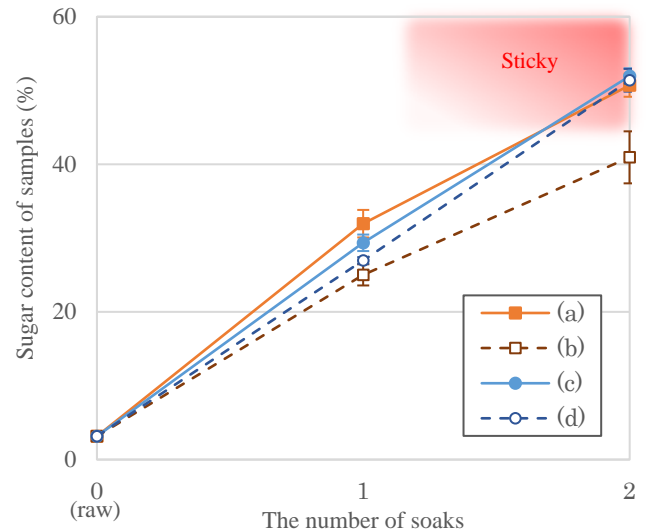 60
Sticky
40
Sugar content of samples (%)
20
(a)
(b)
(c)
(d)
0
0
1
2
(raw)
The number of soaks